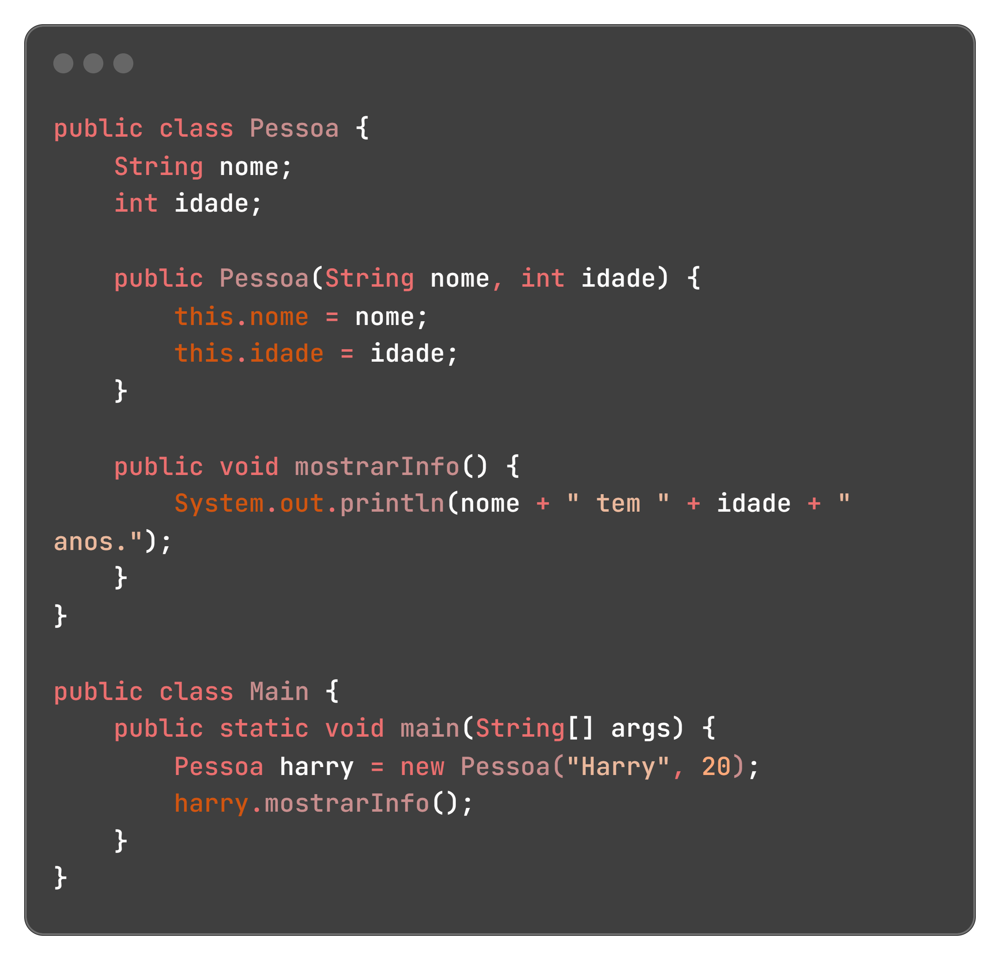 public class Pessoa {
    String nome;
    int idade;

    public Pessoa(String nome, int idade) {
        this.nome = nome;
        this.idade = idade;
    }

    public void mostrarInfo() {
        System.out.println(nome + " tem " + idade + "
anos.");
    }
}

public class Main {
    public static void main(String[] args) {
        Pessoa harry = new Pessoa("Harry", 20);
        harry.mostrarInfo();
    }
}